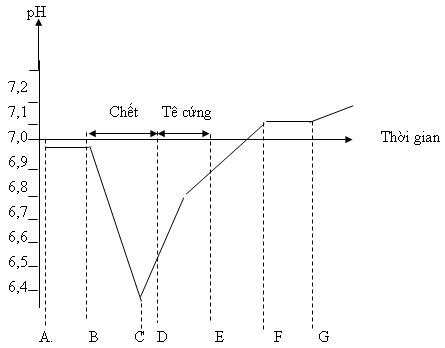 pH
7,2
Chết Tê cứng
7,1
7,0
Thời gian
6,9
6,8
6,7
6,6
6,5
6,4
A. B C D E F G